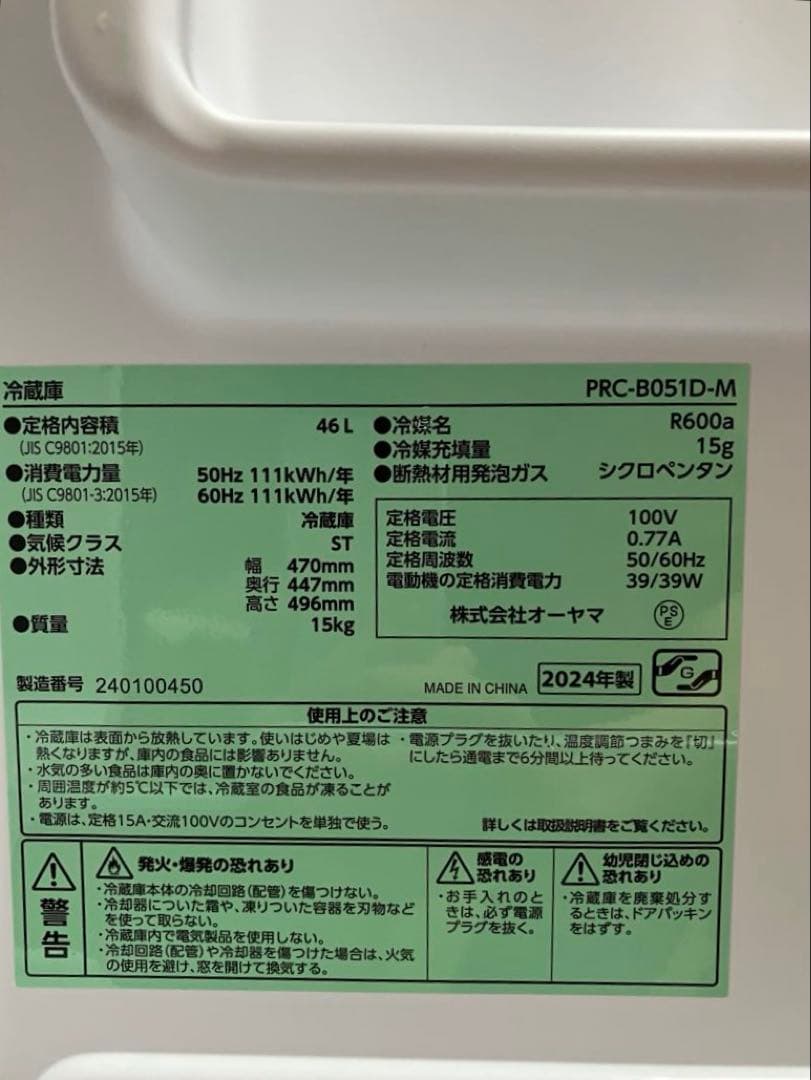 冷蔵庫 PRC-B051D-M
●定格内容積 46L
(JIS C9801:2015年)
●消費電力量 50Hz 111kWh/年
(JIS C9801-3:2015年) 60Hz 111kWh/年
●種類 冷蔵庫
●気候クラス ST
●外形寸法 幅 470mm
奥行 447mm
高さ 496mm
●質量 15kg
●冷媒名 R600a
●冷媒充填量 15g
●断熱材用発泡ガス シクロペンタン
定格電圧 100V
定格電流 0.77A
定格周波数 50/60Hz
電動機の定格消費電力 39/39W
株式会社オーヤマ PSE
製造番号 240100450 MADE IN CHINA 2024年製 G
使用上のご注意
・冷蔵庫は表面から放熱しています。使いはじめや夏場は
熱くなりますが、庫内の食品には影響ありません。
・水気の多い食品は庫内の奥に置かないでください。
・周囲温度が約5℃以下では、冷蔵室の食品が凍ることが
あります。
・電源は、定格15A・交流100Vのコンセントを単独で使う。
・電源プラグを抜いたり、温度調節つまみを『切』
にしたら通電まで6分間以上待ってください。
詳しくは取扱説明書をご覧ください。
警告
発火・爆発の恐れあり
・冷蔵庫本体の冷却回路(配管)を傷つけない。
・冷却器についた霜や、凍りついた容器を刃物など
を使って取らない。
・冷蔵庫内で電気製品を使用しない。
・冷却回路(配管)や冷却器を傷つけた場合は、火気
の使用を避け、窓を開けて換気する。
感電の
恐れあり
・お手入れのと
きは、必ず電源
プラグを抜く。
幼児閉じ込めの
恐れあり
・冷蔵庫を廃棄処分す
るときは、ドアパッキン
をはずす。